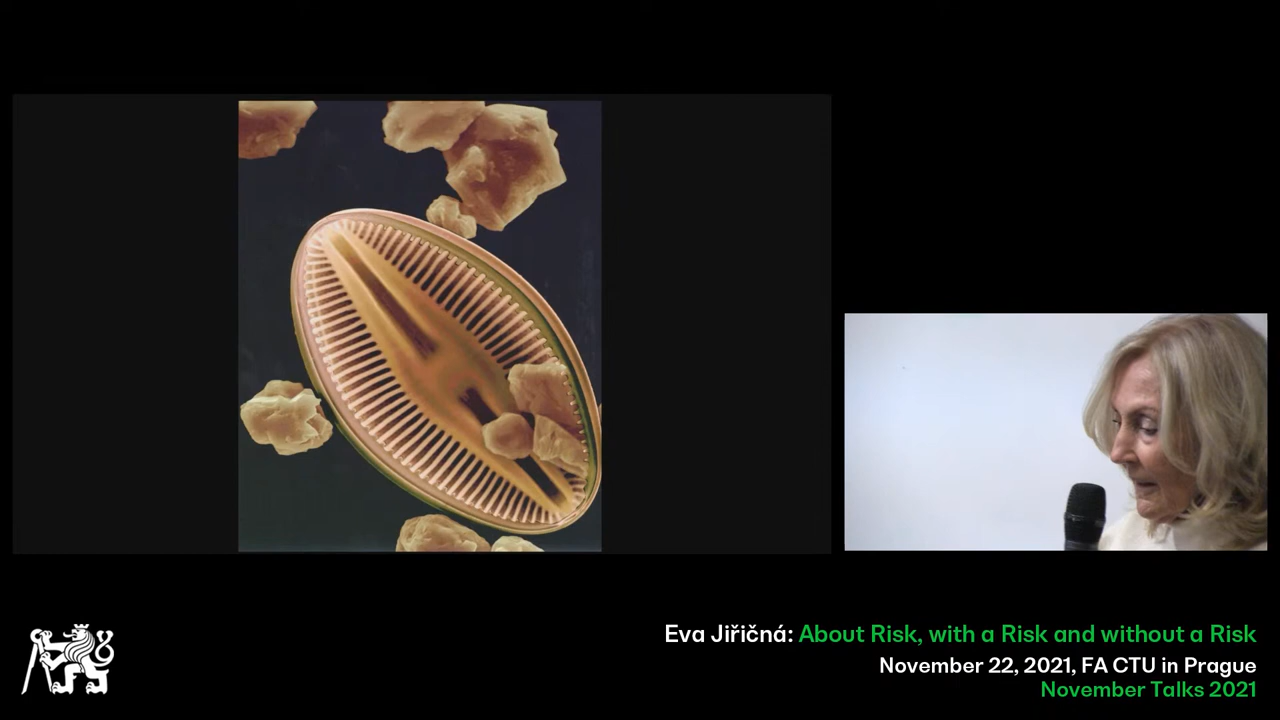 Eva Jiřičná: About Risk, with a Risk and without a Risk
November 22, 2021, FA CTU in Prague
November Talks 2021